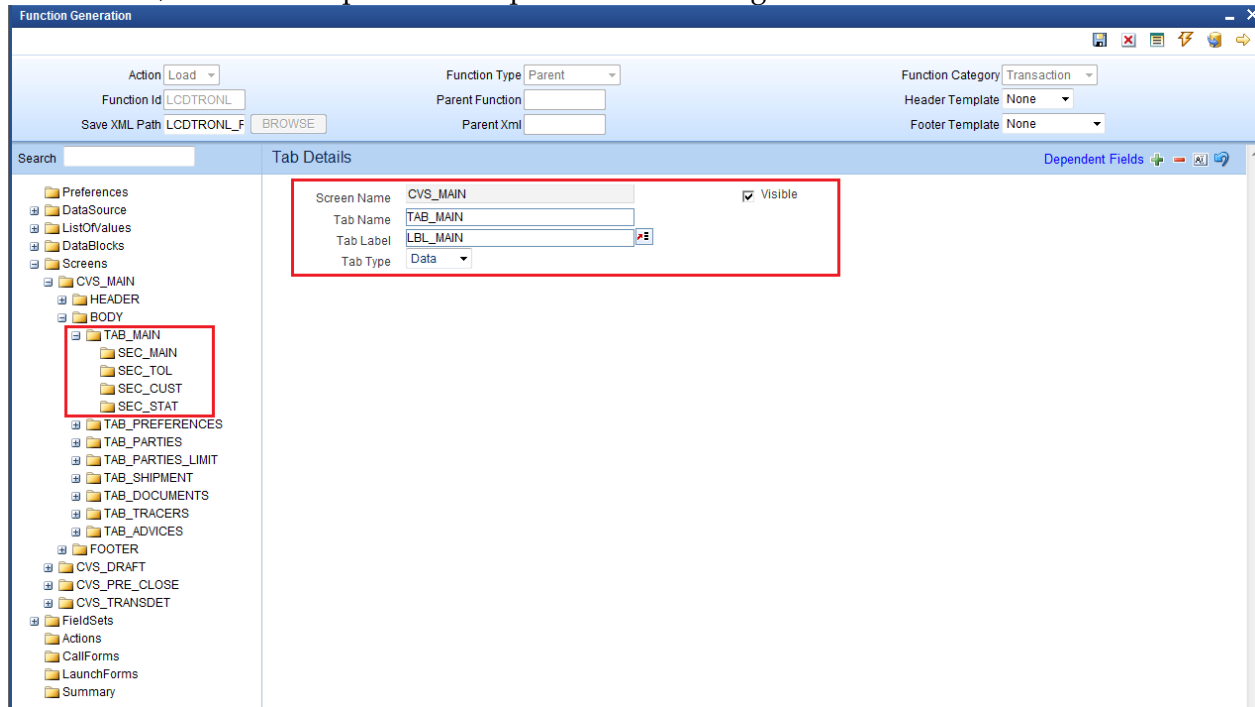 Function Generation
Action Load Function Type Parent Function Category Transaction
Function Id LCDTRONL Parent Function Header Template None
Save XML Path LCDTRONL_F BROWSE Parent Xml Footer Template None
Search Tab Details Dependent Fields
Preferences
DataSource
ListOfValues
DataBlocks
Screens
CVS_MAIN
HEADER
BODY
TAB_MAIN
SEC_MAIN
SEC_TOL
SEC_CUST
SEC_STAT
TAB_PREFERENCES
TAB_PARTIES
TAB_PARTIES_LIMIT
TAB_SHIPMENT
TAB_DOCUMENTS
TAB_TRACERS
TAB_ADVICES
FOOTER
CVS_DRAFT
CVS_PRE_CLOSE
CVS_TRANSDET
FieldSets
Actions
CallForms
LaunchForms
Summary
Screen Name CVS_MAIN Visible
Tab Name TAB_MAIN
Tab Label LBL_MAIN
Tab Type Data